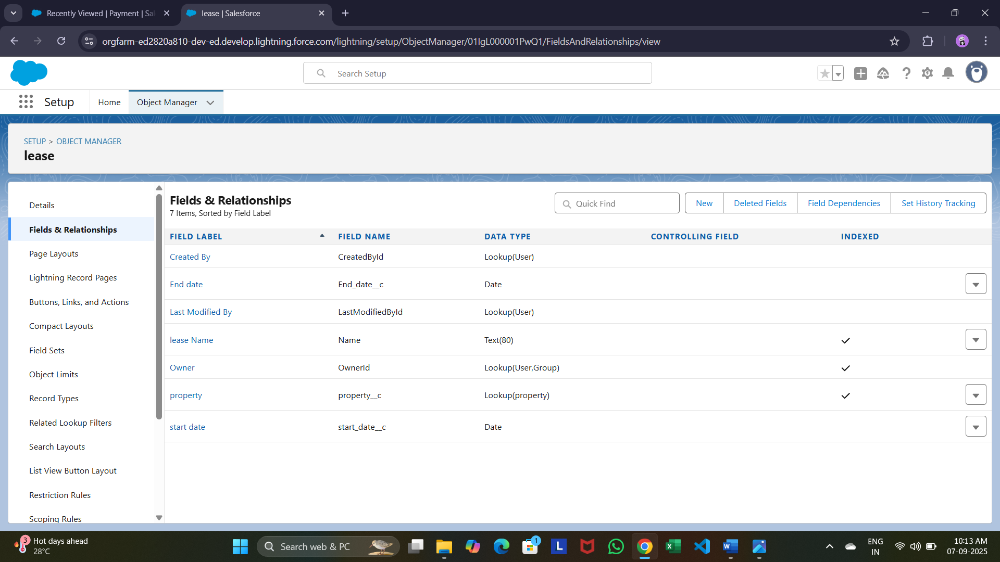 Recently Viewed | Payment | Sal
lease | Salesforce
orgfarm-ed2820a810-dev-ed.develop.lightning.force.com/lightning/setup/ObjectManager/01IgL000001PwQ1/FieldsAndRelationships/view
Search Setup
Setup
Home
Object Manager
SETUP > OBJECT MANAGER
lease
Details
Fields & Relationships
Page Layouts
Lightning Record Pages
Buttons, Links, and Actions
Compact Layouts
Field Sets
Object Limits
Record Types
Related Lookup Filters
Search Layouts
List View Button Layout
Restriction Rules
Scoping Rules
Fields & Relationships
7 Items, Sorted by Field Label
Quick Find
New
Deleted Fields
Field Dependencies
Set History Tracking
FIELD LABEL FIELD NAME DATA TYPE CONTROLLING FIELD INDEXED
Created By CreatedById Lookup(User)
End date End_date__c Date
Last Modified By LastModifiedById Lookup(User)
lease Name Name Text(80)
Owner OwnerId Lookup(User,Group)
property property__c Lookup(property)
start date start_date__c Date
3
Hot days ahead
28°C
Search web & PC
1
L
ENG
IN
10:13 AM
07-09-2025